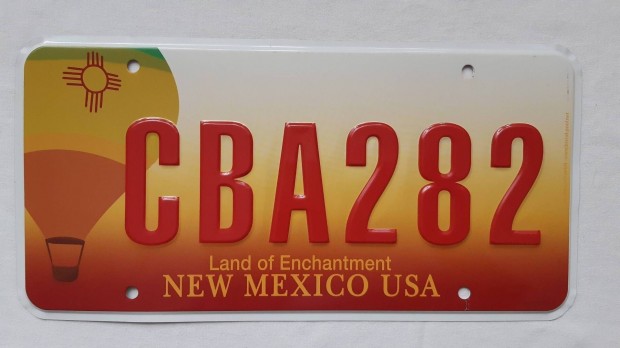 CBA282
Land of Enchantment
NEW MEXICO USA